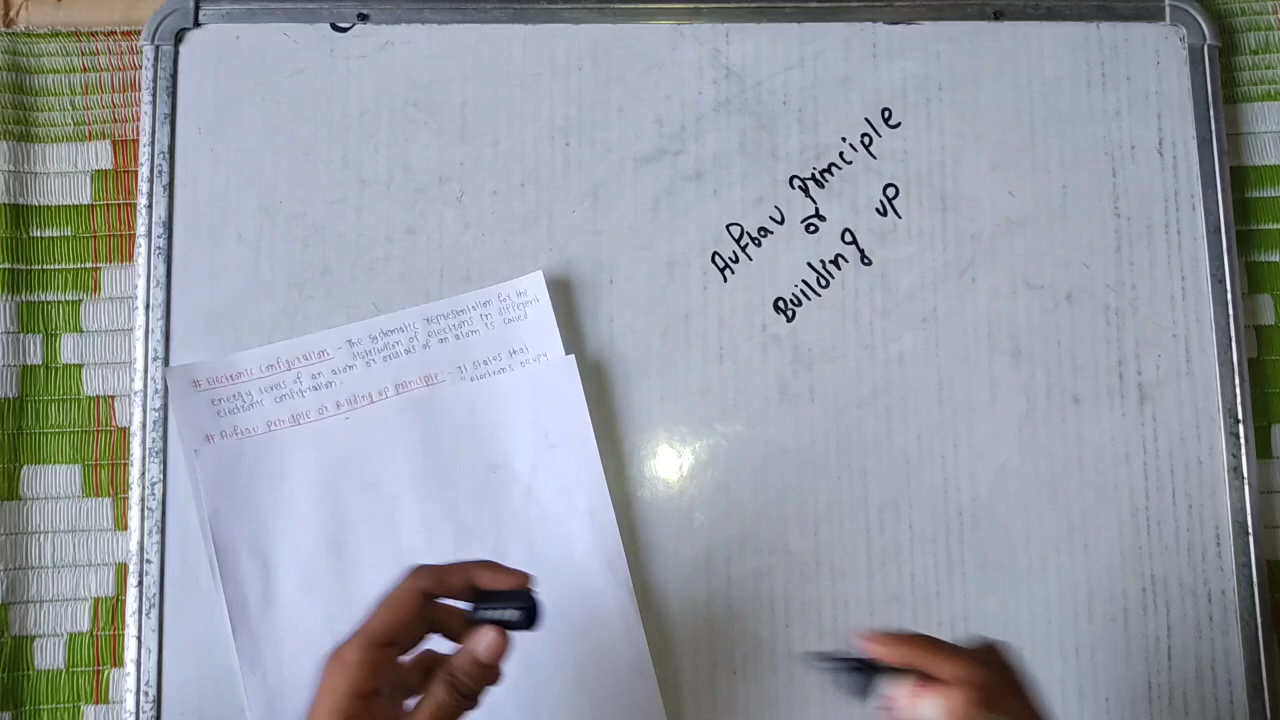 Aufbau Principle
or
Building up
# Electronic configuration :- The systematic representation for the
distribution of electrons in different
energy levels of an atom or orbitals of an atom is called
electronic configuration.
# Aufbau principle or Building up principle :- It states that
"electrons occupy